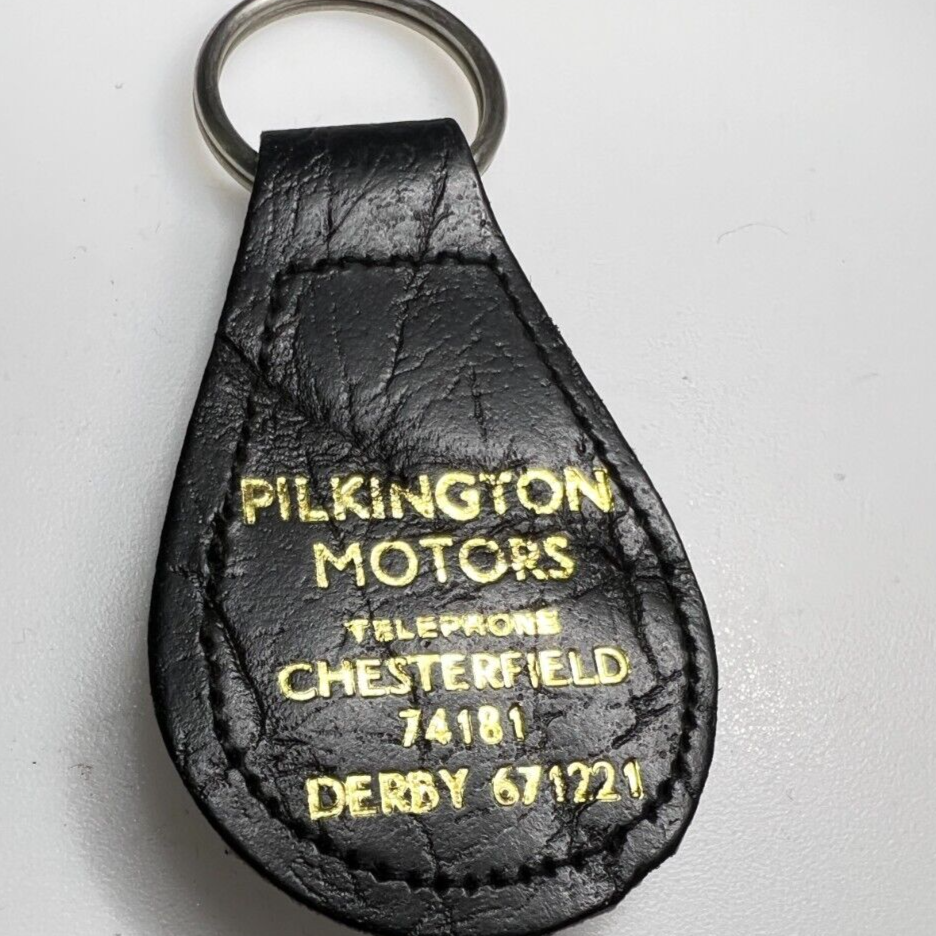 PILKINGTON
MOTORS
TELEPHONE
CHESTERFIELD
74181
DERBY 671221